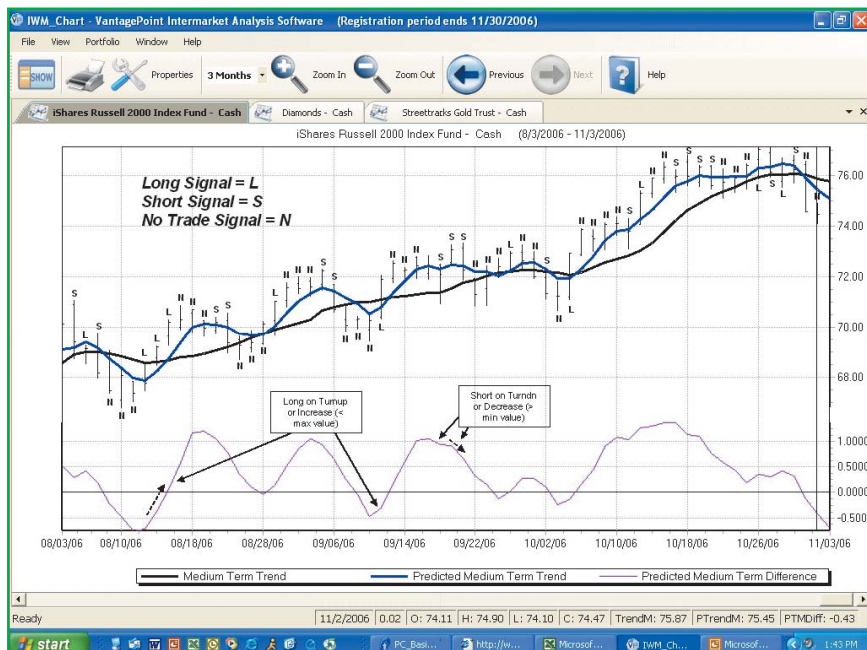 IWM_Chart - VantagePoint Intermarket Analysis Software (Registration period ends 11/30/2006)
File View Portfolio Window Help
SHOW Properties 3 Months Zoom In Zoom Out Previous Next Help
iShares Russell 2000 Index Fund - Cash Diamonds - Cash Streettracks Gold Trust - Cash
iShares Russell 2000 Index Fund - Cash (8/3/2006 - 11/3/2006)
Long Signal = L
Short Signal = S
No Trade Signal = N
76.00
74.00
72.00
70.00
68.00
Long on Turnup
or Increase (<
max value)
Short on Turndn
or Decrease (>
min value)
1.0000
0.5000
0.0000
-0.500
08/03/06 08/10/06 08/18/06 08/28/06 09/06/06 09/14/06 09/22/06 10/02/06 10/10/06 10/18/06 10/26/06 11/03/06
Medium Term Trend Predicted Medium Term Trend Predicted Medium Term Difference
Ready 11/2/2006 0.02 O: 74.11 H: 74.90 L: 74.10 C: 74.47 TrendM: 75.87 PTrendM: 75.45 PTMDiff: -0.43
start PC_Basi... http://w... Microsof... IWM_Ch... Microsof... 1:43 PM